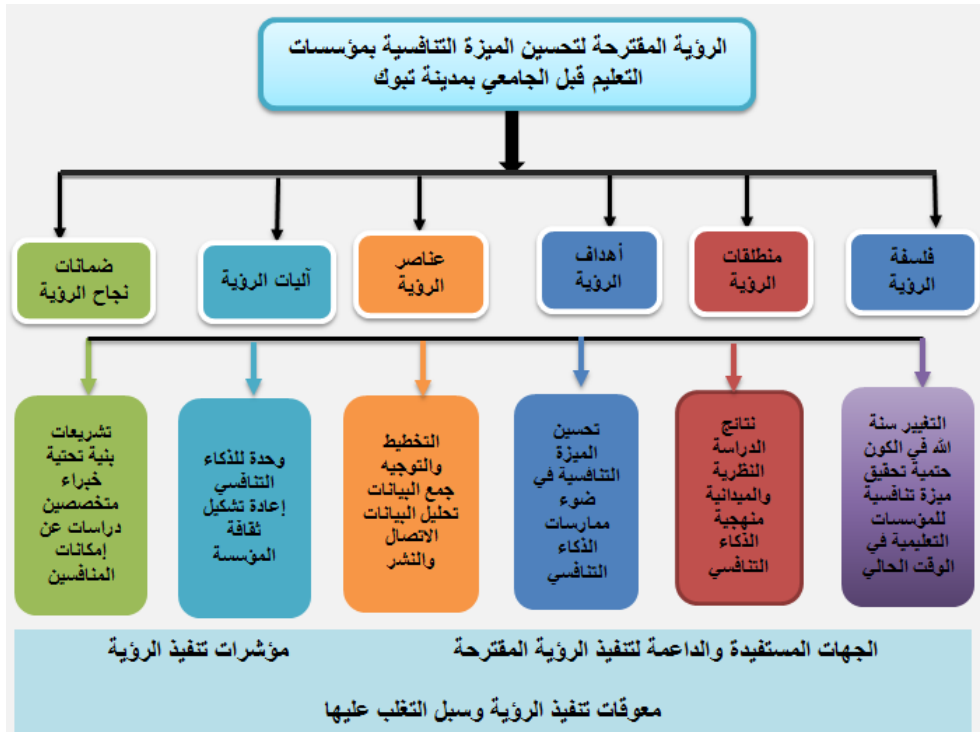 الرؤية المقترحة لتحسين الميزة التنافسية بمؤسسات
التعليم قبل الجامعي بمدينة تبوك
فلسفة
الرؤية
منطلقات
الرؤية
أهداف
الرؤية
عناصر
الرؤية
آليات الرؤية
ضمانات
نجاح الرؤية
التغيير سنة
الله في الكون
حتمية تحقيق
ميزة تنافسية
للمؤسسات
التعليمية في
الوقت الحالي
نتائج
الدراسة
النظرية
والميدانية
منهجية
الذكاء
التنافسي
تحسين
الميزة
التنافسية في
ضوء
ممارسات
الذكاء
التنافسي
التخطيط
والتوجيه
جمع البيانات
تحليل البيانات
الاتصال
والنشر
وحدة للذكاء
التنافسي
إعادة تشكيل
ثقافة
المؤسسة
تشريعات
بنية تحتية
خبراء
متخصصين
دراسات عن
إمكانات
المنافسين
الجهات المستفيدة والداعمة لتنفيذ الرؤية المقترحة
مؤشرات تنفيذ الرؤية
معوقات تنفيذ الرؤية وسبل التغلب عليها